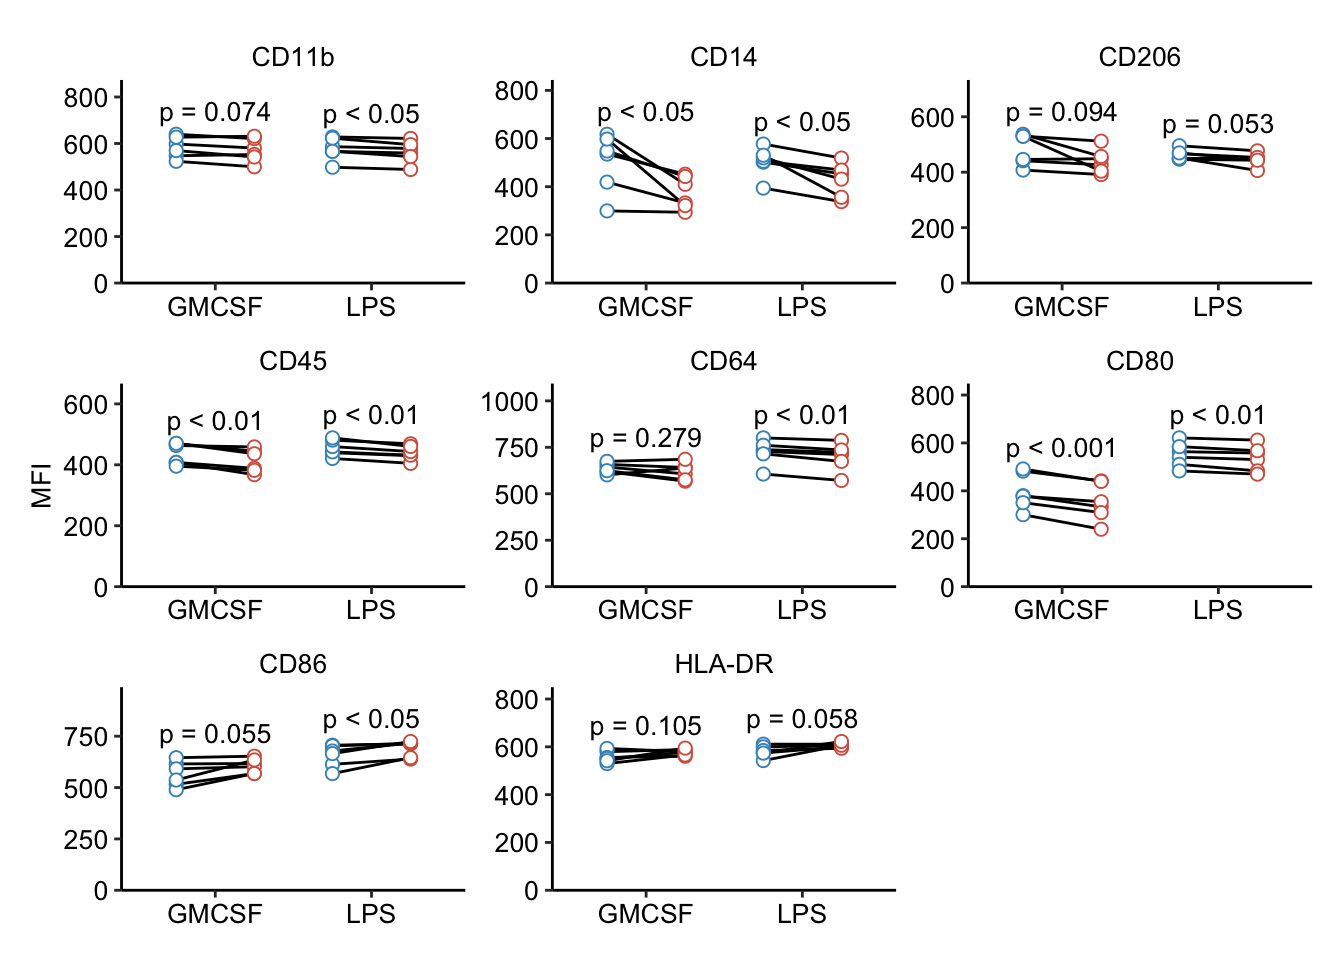 CD11b
800
600
400
200
0
p = 0.074
p < 0.05
GMCSF
LPS
CD14
800
600
400
200
0
p < 0.05
p < 0.05
GMCSF
LPS
CD206
600
400
200
0
p = 0.094
p = 0.053
GMCSF
LPS
MFI
CD45
600
400
200
0
p < 0.01
p < 0.01
GMCSF
LPS
CD64
1000
750
500
250
0
p = 0.279
p < 0.01
GMCSF
LPS
CD80
800
600
400
200
0
p < 0.001
p < 0.01
GMCSF
LPS
CD86
750
500
250
0
p = 0.055
p < 0.05
GMCSF
LPS
HLA-DR
800
600
400
200
0
p = 0.105
p = 0.058
GMCSF
LPS